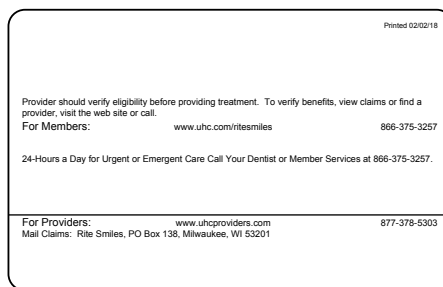 Printed 02/02/18
Provider should verify eligibility before providing treatment.  To verify benefits, view claims or find a
provider, visit the web site or call.
For Members: www.uhc.com/ritesmiles 866-375-3257
24-Hours a Day for Urgent or Emergent Care Call Your Dentist or Member Services at 866-375-3257.
For Providers: www.uhcproviders.com 877-378-5303
Mail Claims:  Rite Smiles, PO Box 138, Milwaukee, WI 53201